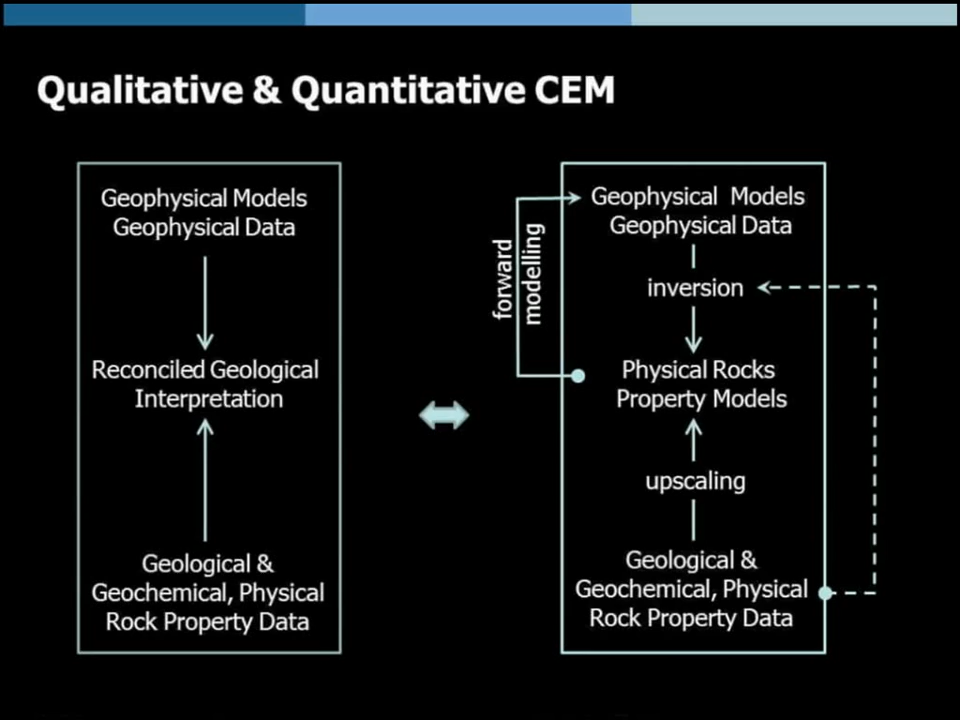 Qualitative & Quantitative CEM
Geophysical Models
Geophysical Data
Reconciled Geological
Interpretation
Geological &
Geochemical, Physical
Rock Property Data
forward
modelling
Geophysical Models
Geophysical Data
inversion
Physical Rocks
Property Models
upscaling
Geological &
Geochemical, Physical
Rock Property Data